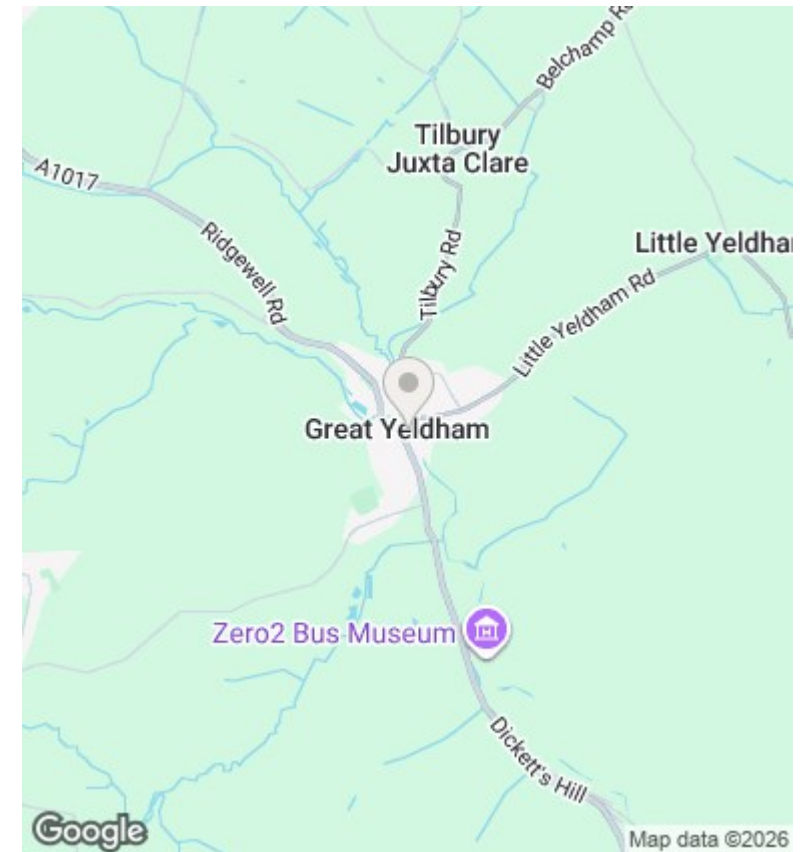 Belchamp Rd
Tilbury
Juxta Clare
A1017
Ridgewell Rd
Tilbury Rd
Little Yeldha
Little Yeldham Rd
Great Yeldham
Zero2 Bus Museum
Dickett's Hill
Google
Map data ©2026